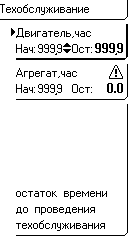 Техобслуживание
Двигатель,час
Нач:999,9 Ост:999,9
Агрегат,час
Нач:999,9 Ост: 0.0
остаток времени
до проведения
техобслуживания